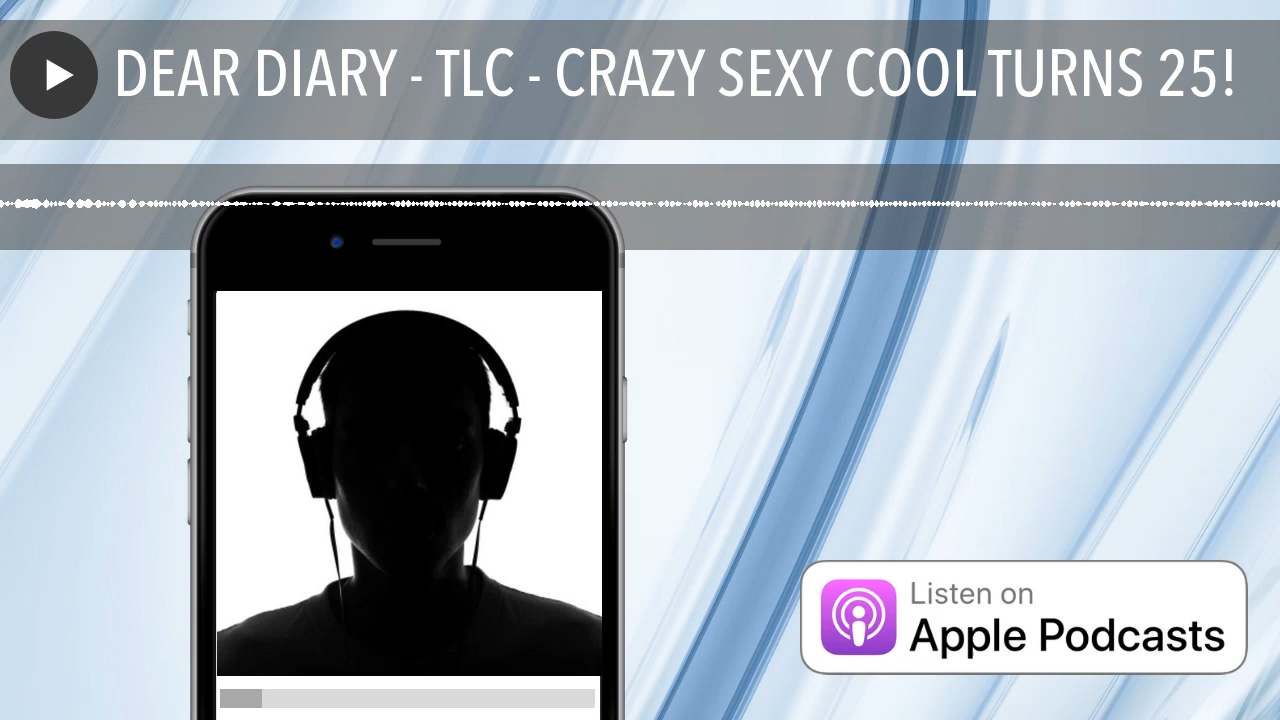 DEAR DIARY - TLC - CRAZY SEXY COOL TURNS 25!
Listen on
Apple Podcasts